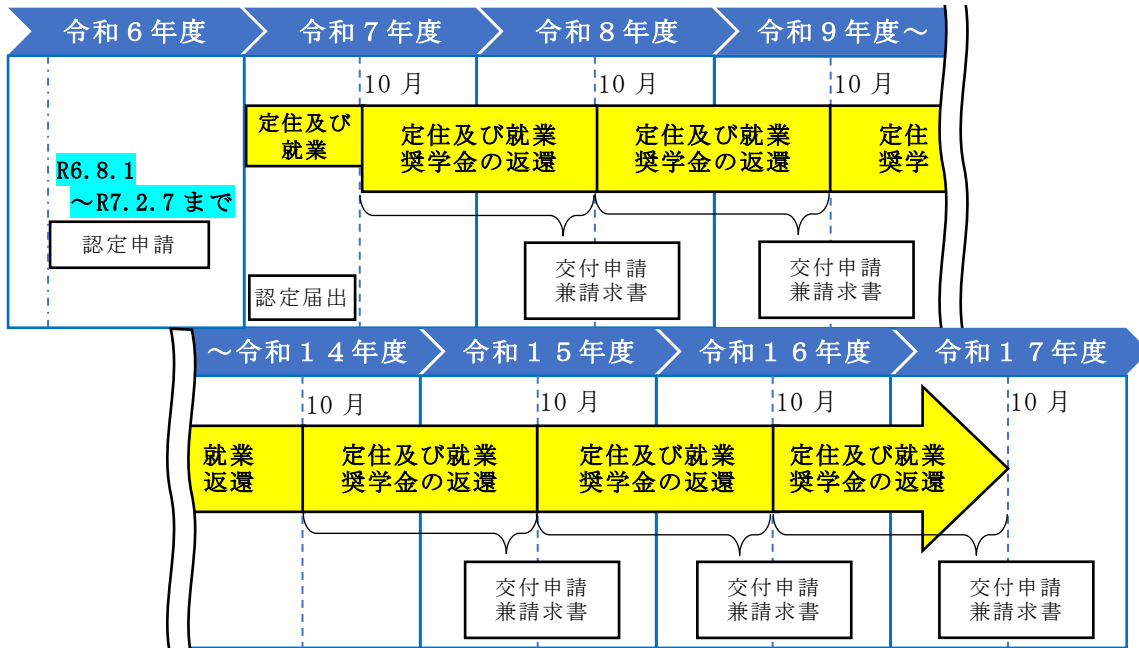 令和６年度
令和７年度
令和８年度
令和９年度～
10 月
10 月
10 月
定住及び
就業
定住及び就業
奨学金の返還
定住及び就業
奨学金の返還
定住
奨学
R6.8.1
～R7.2.7 まで
認定申請
認定届出
交付申請
兼請求書
交付申請
兼請求書
～令和１４年度
令和１５年度
令和１６年度
令和１７年度
10 月
10 月
10 月
10 月
就業
返還
定住及び就業
奨学金の返還
定住及び就業
奨学金の返還
定住及び就業
奨学金の返還
交付申請
兼請求書
交付申請
兼請求書
交付申請
兼請求書